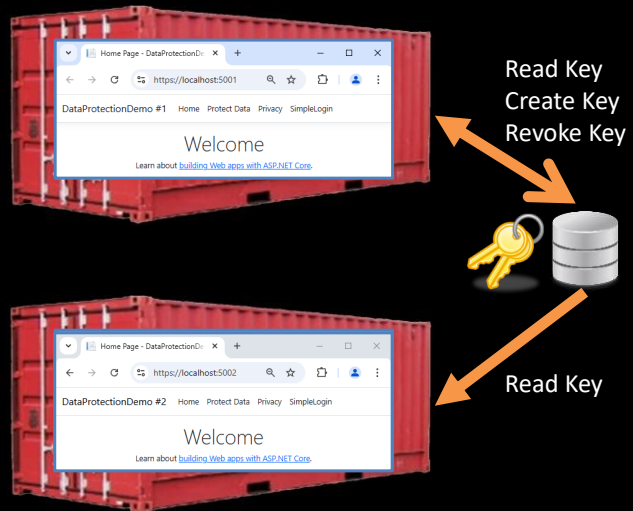 Home Page - DataProtectionDe
https://localhost:5001
DataProtectionDemo #1 Home Protect Data Privacy SimpleLogin
Welcome
Learn about building Web apps with ASP.NET Core.
Read Key
Create Key
Revoke Key
Home Page - DataProtectionDe
https://localhost:5002
DataProtectionDemo #2 Home Protect Data Privacy SimpleLogin
Welcome
Learn about building Web apps with ASP.NET Core.
Read Key